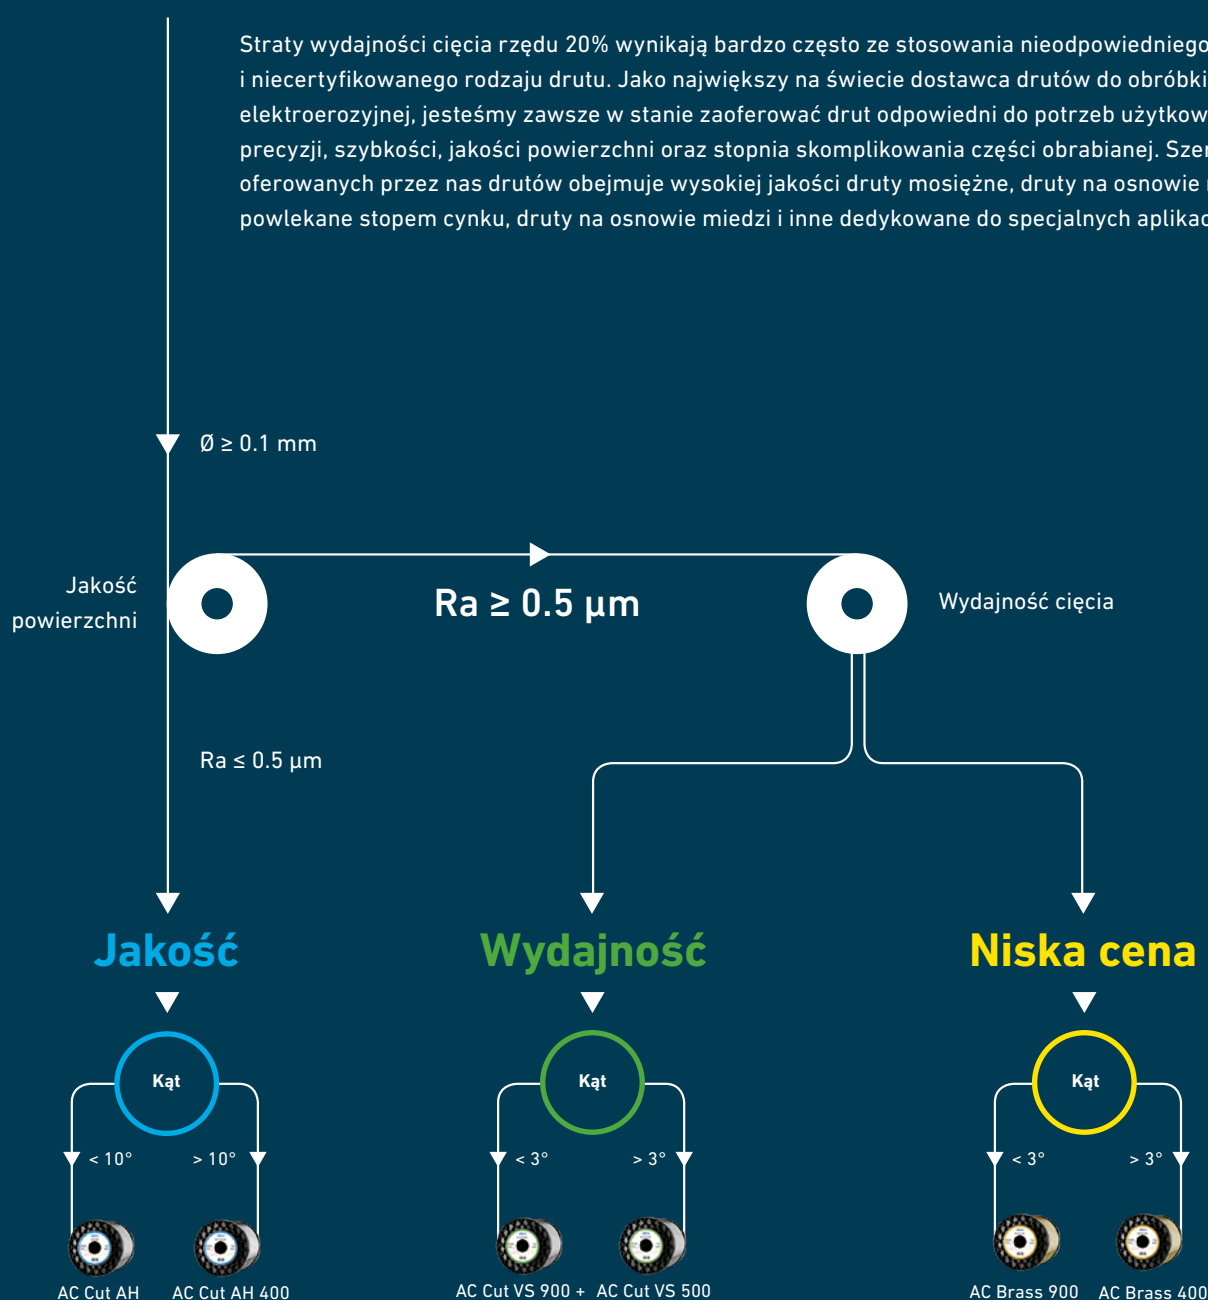 Straty wydajności cięcia rzędu 20% wynikają bardzo często ze stosowania nieodpowiedniego
i niecertyfikowanego rodzaju drutu. Jako największy na świecie dostawca drutów do obróbki
elektroerozyjnej, jesteśmy zawsze w stanie zaoferować drut odpowiedni do potrzeb
precyzji, szybkości, jakości powierzchni oraz stopnia skomplikowania części obrabianej.
oferowanych przez nas drutów obejmuje wysokiej jakości druty mosiężne, druty na osnowie
powlekane stopem cynku, druty na osnowie miedzi i inne dedykowane do specjalnych
Ø ≥ 0.1 mm
Jakość
powierzchni
Ra ≥ 0.5 µm
Wydajność cięcia
Ra ≤ 0.5 µm
Jakość
Wydajność
Niska cena
Kąt
Kąt
Kąt
< 10° > 10°
< 3° > 3°
< 3° > 3°
AC Cut AH AC Cut AH 400
AC Cut VS 900 + AC Cut VS 500
AC Brass 900 AC Brass 400